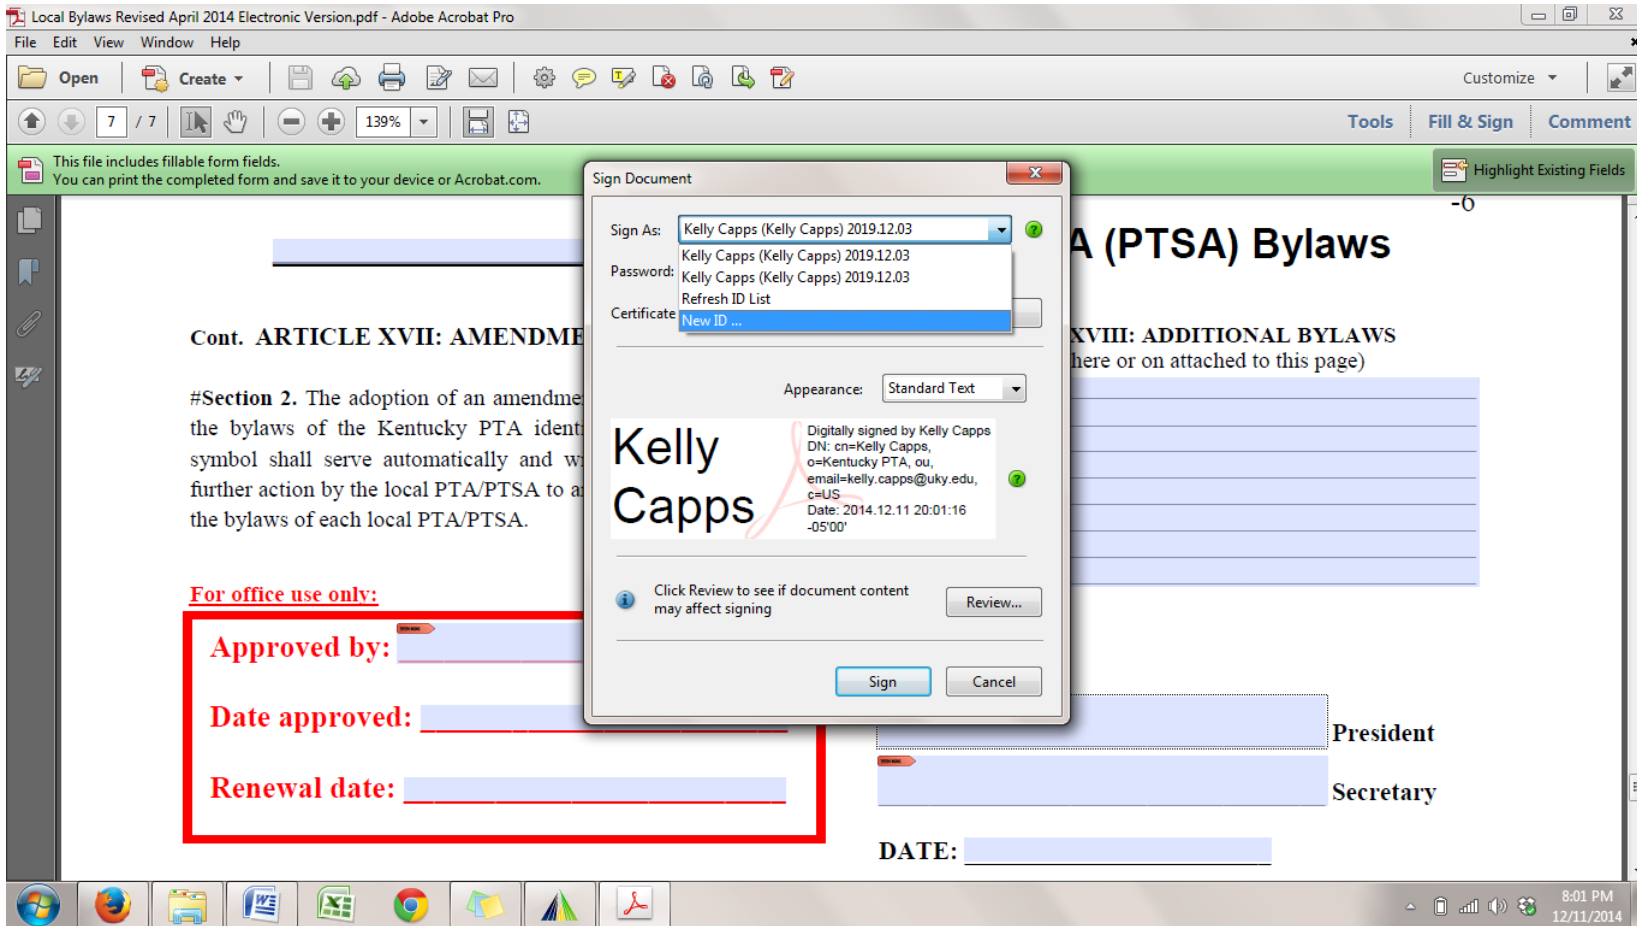 Local Bylaws Revised April 2014 Electronic Version.pdf - Adobe Acrobat Pro
File Edit View Window Help
Open Create Customize
7 / 7 139% Tools Fill & Sign Comment
This file includes fillable form fields.
You can print the completed form and save it to your device or Acrobat.com.
Highlight Existing Fields
Sign Document
Sign As: Kelly Capps (Kelly Capps) 2019.12.03
Kelly Capps (Kelly Capps) 2019.12.03
Password: Kelly Capps (Kelly Capps) 2019.12.03
Refresh ID List
Certificate New ID ...
Appearance: Standard Text
Kelly
Capps
Digitally signed by Kelly Capps
DN: cn=Kelly Capps,
o=Kentucky PTA, ou,
email=kelly.capps@uky.edu,
c=US
Date: 2014.12.11 20:01:16
-05'00'
Click Review to see if document content
may affect signing
Review...
Sign Cancel
-6
A (PTSA) Bylaws
Cont. ARTICLE XVII: AMENDME
#Section 2. The adoption of an amendme
the bylaws of the Kentucky PTA ident
symbol shall serve automatically and w
further action by the local PTA/PTSA to a
the bylaws of each local PTA/PTSA.
XVIII: ADDITIONAL BYLAWS
here or on attached to this page)
For office use only:
Approved by:
Date approved:
Renewal date:
President
Secretary
DATE:
8:01 PM
12/11/2014